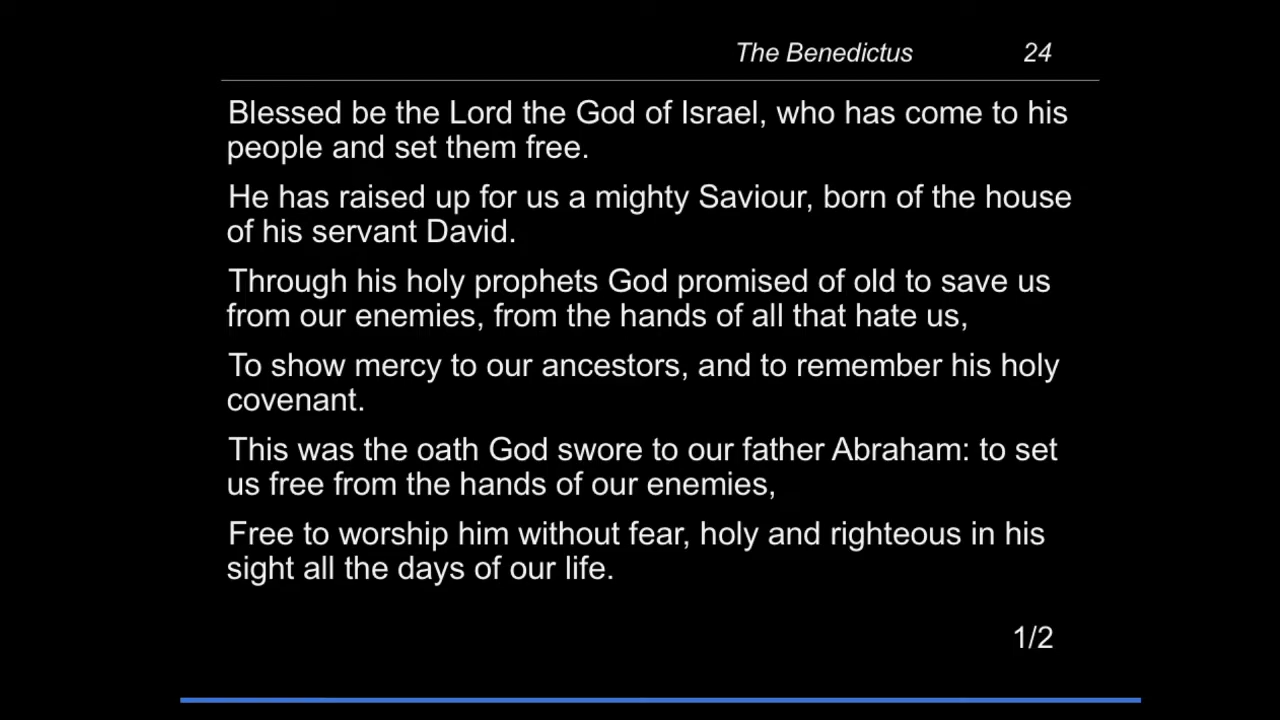 The Benedictus 24
Blessed be the Lord the God of Israel, who has come to his
people and set them free.
He has raised up for us a mighty Saviour, born of the house
of his servant David.
Through his holy prophets God promised of old to save us
from our enemies, from the hands of all that hate us,
To show mercy to our ancestors, and to remember his holy
covenant.
This was the oath God swore to our father Abraham: to set
us free from the hands of our enemies,
Free to worship him without fear, holy and righteous in his
sight all the days of our life.
1/2